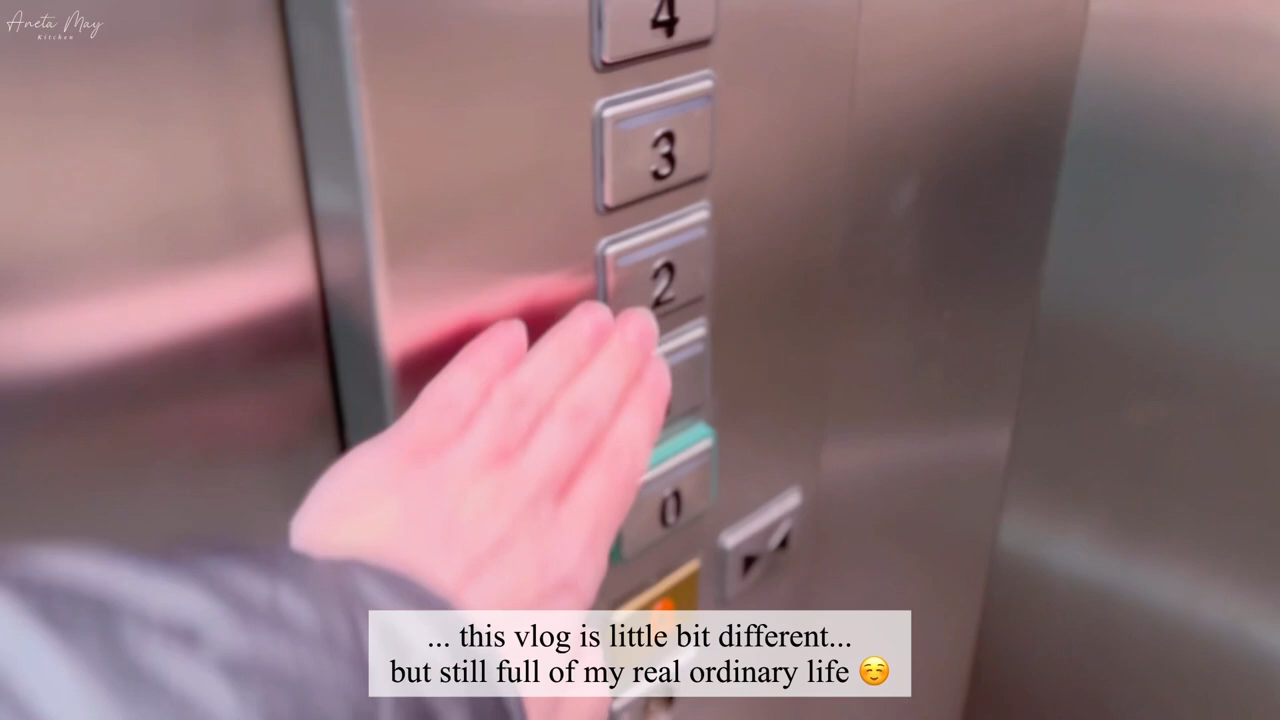 Aneta May
Kitchen
4
3
2
0
... this vlog is little bit different...
but still full of my real ordinary life ☺️